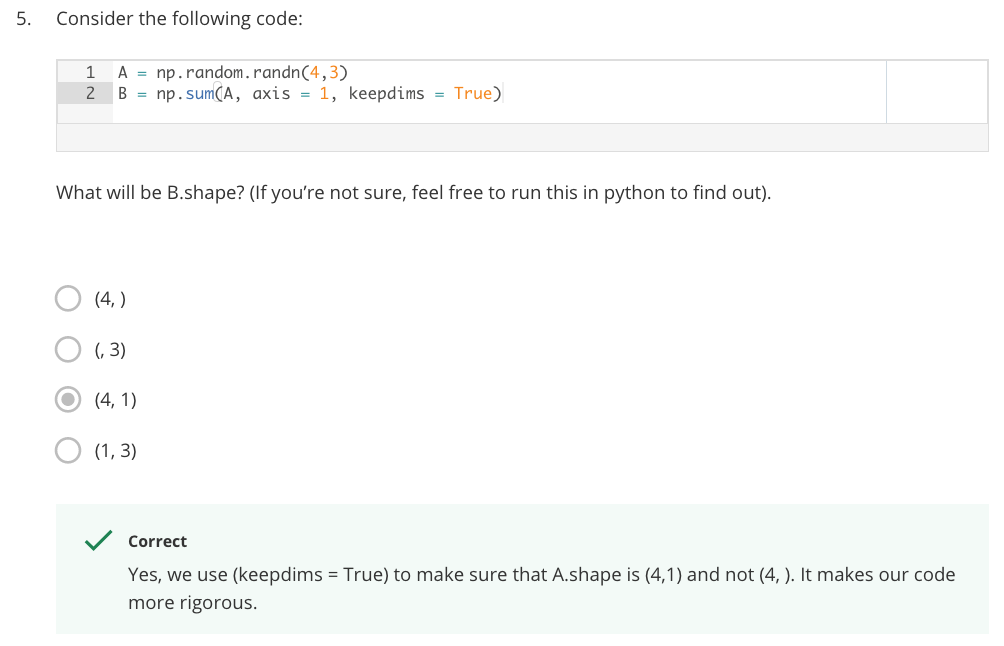 5. Consider the following code:
1 A = np.random.randn(4,3)
2 B = np.sum(A, axis = 1, keepdims = True)
What will be B.shape? (If you’re not sure, feel free to run this in python to find out).
(4, )
(, 3)
(4, 1)
(1, 3)
Correct
Yes, we use (keepdims = True) to make sure that A.shape is (4,1) and not (4, ). It makes our code
more rigorous.